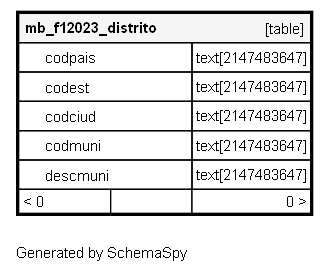 mb_f12023_distrito [table]
codpais text[2147483647]
codest text[2147483647]
codciud text[2147483647]
codmuni text[2147483647]
descmuni text[2147483647]
< 0 0 >
Generated by SchemaSpy